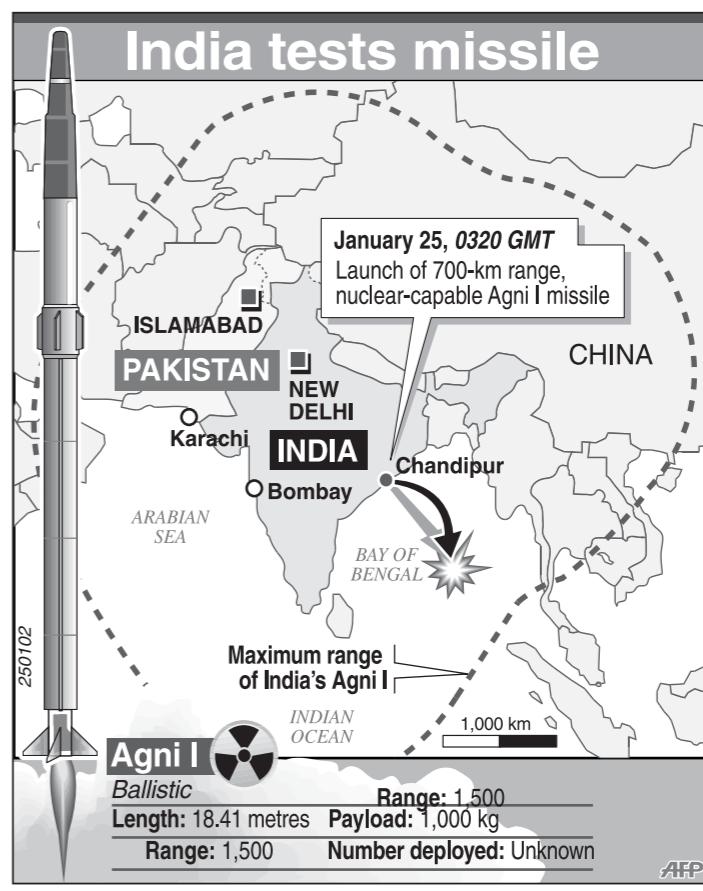 India tests missile
January 25, 0320 GMT
Launch of 700-km range,
nuclear-capable Agni I missile
ISLAMABAD
CHINA
PAKISTAN
NEW
DELHI
Karachi
INDIA
Chandipur
Bombay
ARABIAN
SEA
BAY OF
BENGAL
250102
Maximum range
of India's Agni I
INDIAN
OCEAN
1,000 km
Agni I
Ballistic
Range: 1,500
Length: 18.41 metres Payload: 1,000 kg
Range: 1,500 Number deployed: Unknown
AFP